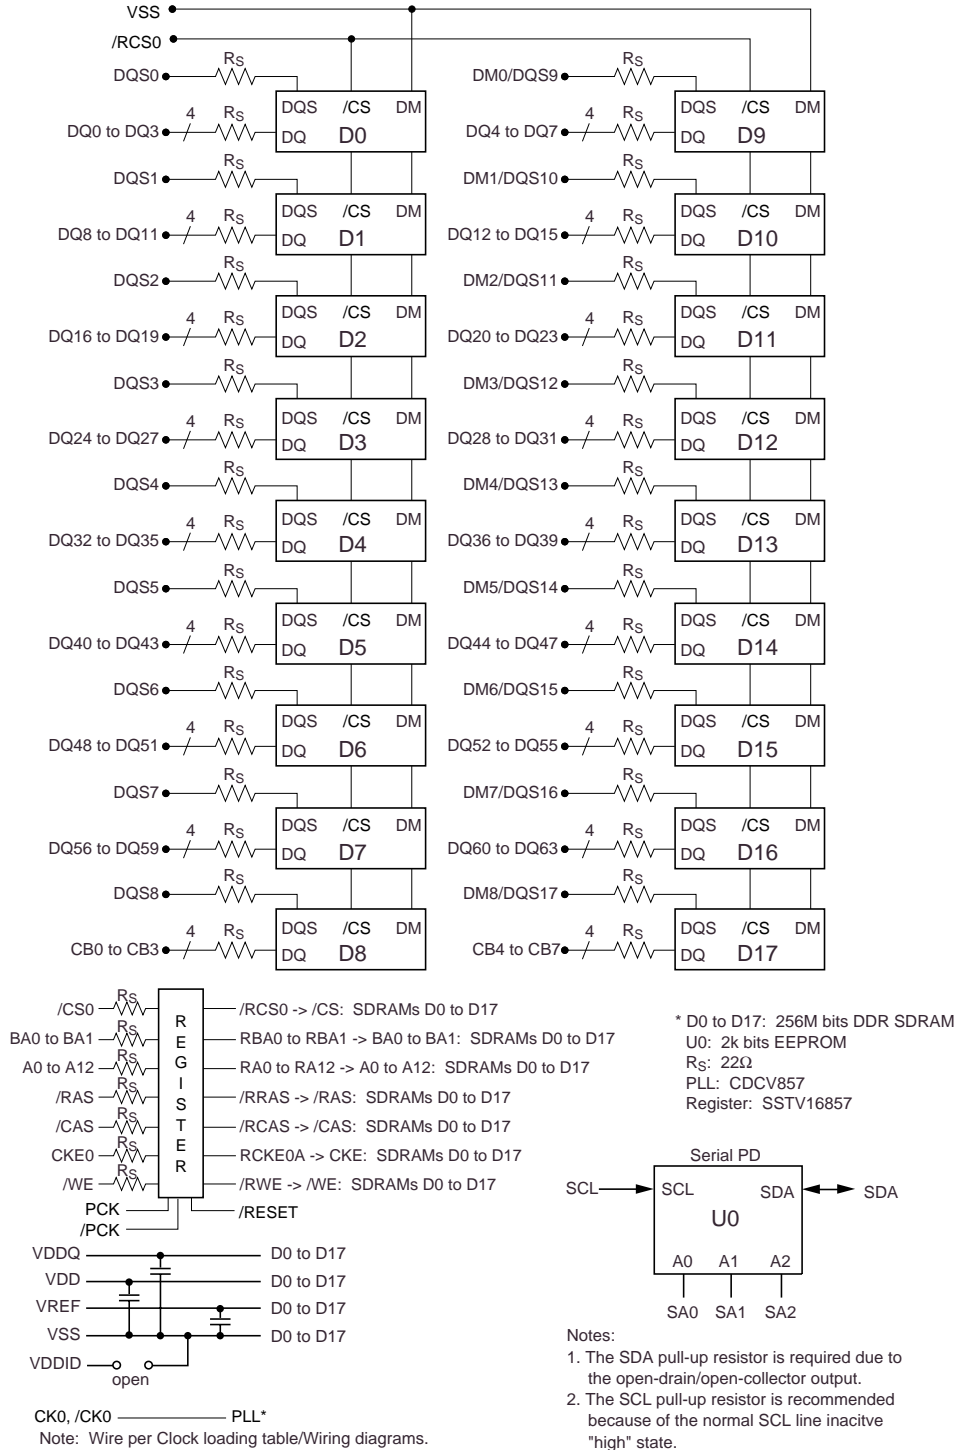 VSS
/RCS0
DQS0 RS DM0/DQS9 RS
DQS /CS DM DQS /CS DM
DQ0 to DQ3 4 RS DQ D0 DQ4 to DQ7 4 RS DQ D9
DQS1 RS DM1/DQS10 RS
DQS /CS DM DQS /CS DM
DQ8 to DQ11 4 RS DQ D1 DQ12 to DQ15 4 RS DQ D10
DQS2 RS DM2/DQS11 RS
DQS /CS DM DQS /CS DM
DQ16 to DQ19 4 RS DQ D2 DQ20 to DQ23 4 RS DQ D11
DQS3 RS DM3/DQS12 RS
DQS /CS DM DQS /CS DM
DQ24 to DQ27 4 RS DQ D3 DQ28 to DQ31 4 RS DQ D12
DQS4 RS DM4/DQS13 RS
DQS /CS DM DQS /CS DM
DQ32 to DQ35 4 RS DQ D4 DQ36 to DQ39 4 RS DQ D13
DQS5 RS DM5/DQS14 RS
DQS /CS DM DQS /CS DM
DQ40 to DQ43 4 RS DQ D5 DQ44 to DQ47 4 RS DQ D14
DQS6 RS DM6/DQS15 RS
DQS /CS DM DQS /CS DM
DQ48 to DQ51 4 RS DQ D6 DQ52 to DQ55 4 RS DQ D15
DQS7 RS DM7/DQS16 RS
DQS /CS DM DQS /CS DM
DQ56 to DQ59 4 RS DQ D7 DQ60 to DQ63 4 RS DQ D16
DQS8 RS DM8/DQS17 RS
DQS /CS DM DQS /CS DM
CB0 to CB3 4 RS DQ D8 CB4 to CB7 4 RS DQ D17
/CS0 RS /RCS0 -> /CS: SDRAMs D0 to D17
BA0 to BA1 RS RBA0 to RBA1 -> BA0 to BA1: SDRAMs D0 to D17
A0 to A12 RS RA0 to RA12 -> A0 to A12: SDRAMs D0 to D17
/RAS RS /RRAS -> /RAS: SDRAMs D0 to D17
/CAS RS /RCAS -> /CAS: SDRAMs D0 to D17
CKE0 RS RCKE0A -> CKE: SDRAMs D0 to D17
/WE RS /RWE -> /WE: SDRAMs D0 to D17
REGISTER
PCK /RESET
/PCK
* D0 to D17: 256M bits DDR SDRAM
U0: 2k bits EEPROM
RS: 22Ω
PLL: CDCV857
Register: SSTV16857
VDDQ D0 to D17
VDD D0 to D17
VREF D0 to D17
VSS D0 to D17
VDDID open
CK0, /CK0 PLL*
Note: Wire per Clock loading table/Wiring diagrams.
Serial PD
SCL SCL SDA SDA
U0
A0 A1 A2
SA0 SA1 SA2
Notes:
1. The SDA pull-up resistor is required due to
the open-drain/open-collector output.
2. The SCL pull-up resistor is recommended
because of the normal SCL line inacitve
"high" state.